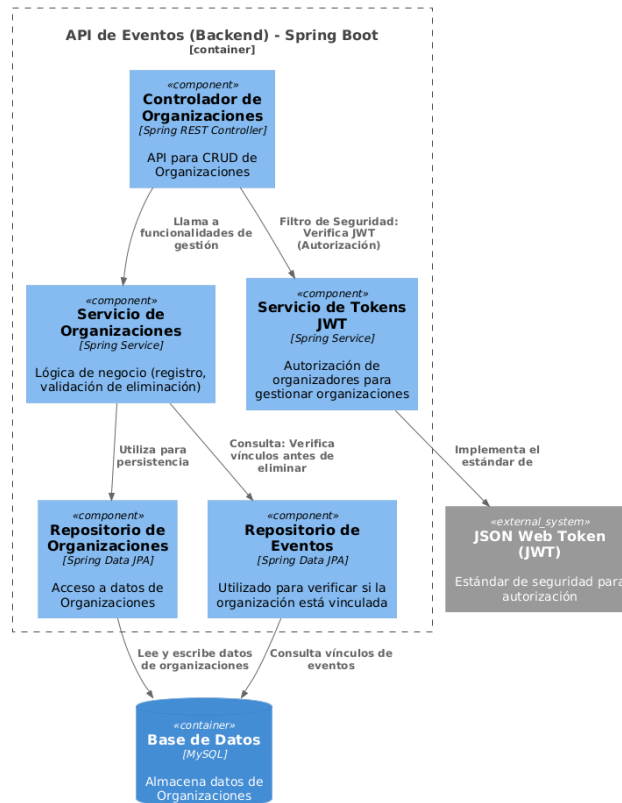 API de Eventos (Backend) - Spring Boot
[container]
«component»
Controlador de
Organizaciones
[Spring REST Controller]
API para CRUD de
Organizaciones
Llama a
funcionalidades de
gestión
Filtro de Seguridad:
Verifica JWT
(Autorización)
«component»
Servicio de
Organizaciones
[Spring Service]
Lógica de negocio (registro,
validación de eliminación)
«component»
Servicio de Tokens
JWT
[Spring Service]
Autorización de
organizadores para
gestionar organizaciones
Utiliza para
persistencia
Consulta: Verifica
vínculos antes de
eliminar
Implementa el
estándar de
«component»
Repositorio de
Organizaciones
[Spring Data JPA]
Acceso a datos de
Organizaciones
«component»
Repositorio de
Eventos
[Spring Data JPA]
Utilizado para verificar si la
organización está vinculada
«external_system»
JSON Web Token
(JWT)
Estándar de seguridad para
autorización
Lee y escribe datos
de organizaciones
Consulta vínculos de
eventos
«container»
Base de Datos
[MySQL]
Almacena datos de
Organizaciones